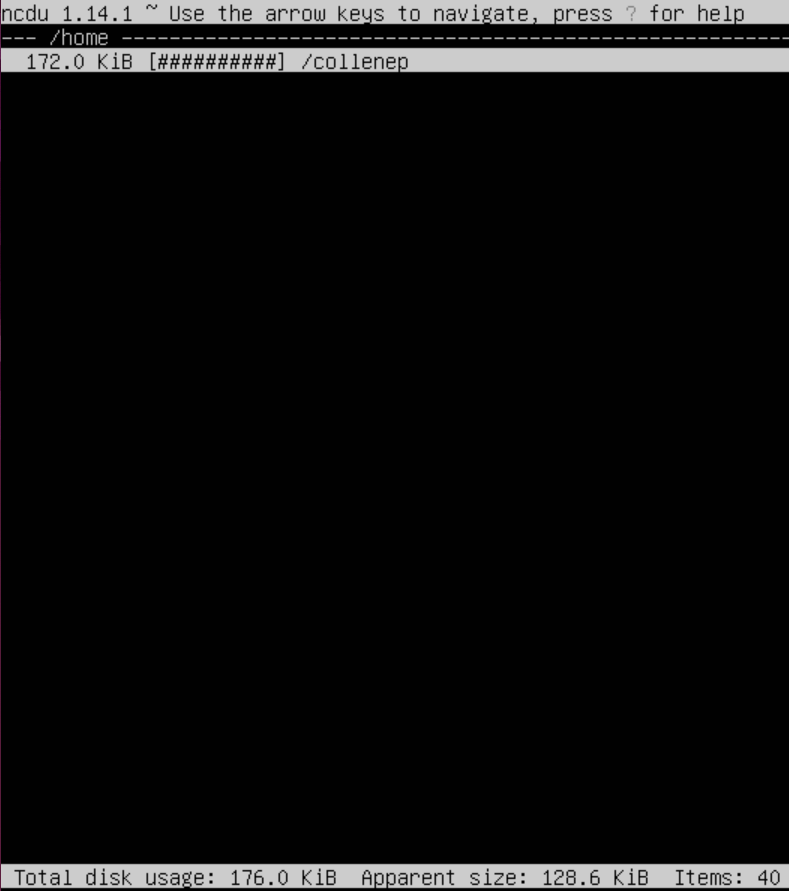 ncdu 1.14.1 ~ Use the arrow keys to navigate, press ? for help
--- /home -------------------------------------------------------
172.0 KiB [##########] /collenep
Total disk usage: 176.0 KiB  Apparent size: 128.6 KiB  Items: 40